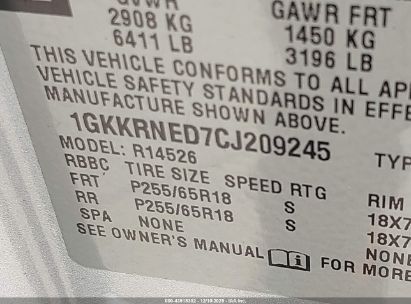 GVWR GAWR FRT
2908 KG 1450 KG
6411 LB 3196 LB
THIS VEHICLE CONFORMS TO ALL APP
VEHICLE SAFETY STANDARDS IN EFFE
MANUFACTURE SHOWN ABOVE.
1GKKRNED7CJ209245 TYP
MODEL: R14526
RBBC TIRE SIZE SPEED RTG RIM
FRT P255/65R18 S 18X7
RR P255/65R18 S 18X7
SPA NONE NONE
SEE OWNER'S MANUAL i FOR MORE